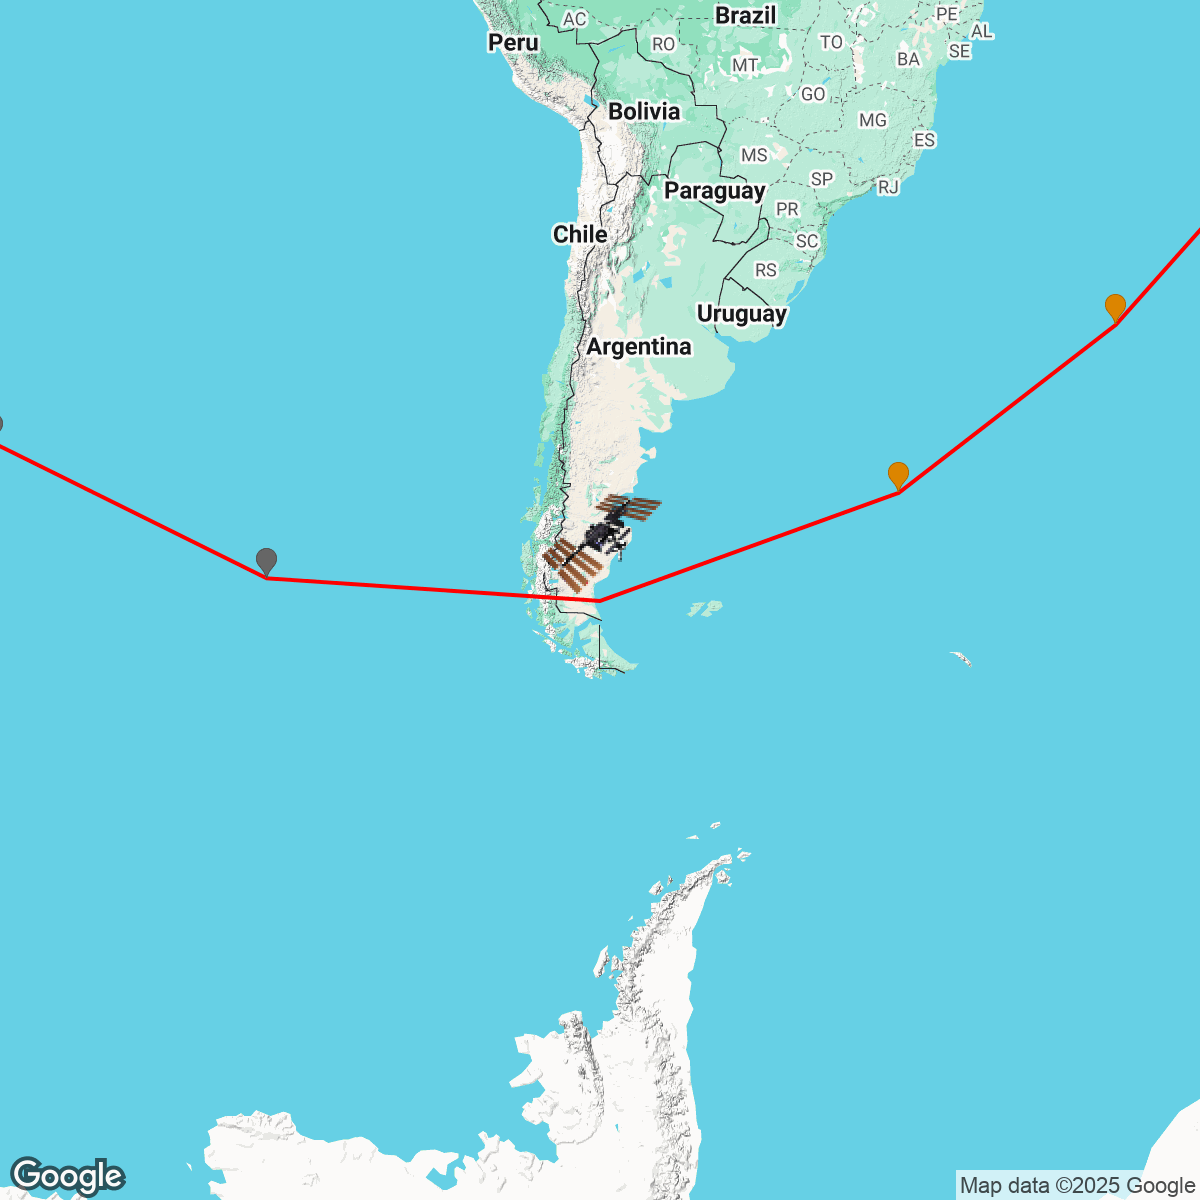 AC
Brazil
PE
Peru
RO
TO
AL
MT
BA
SE
GO
Bolivia
MG
ES
MS
SP
RJ
Paraguay
PR
Chile
SC
RS
Uruguay
Argentina
Google
Map data ©2025 Google